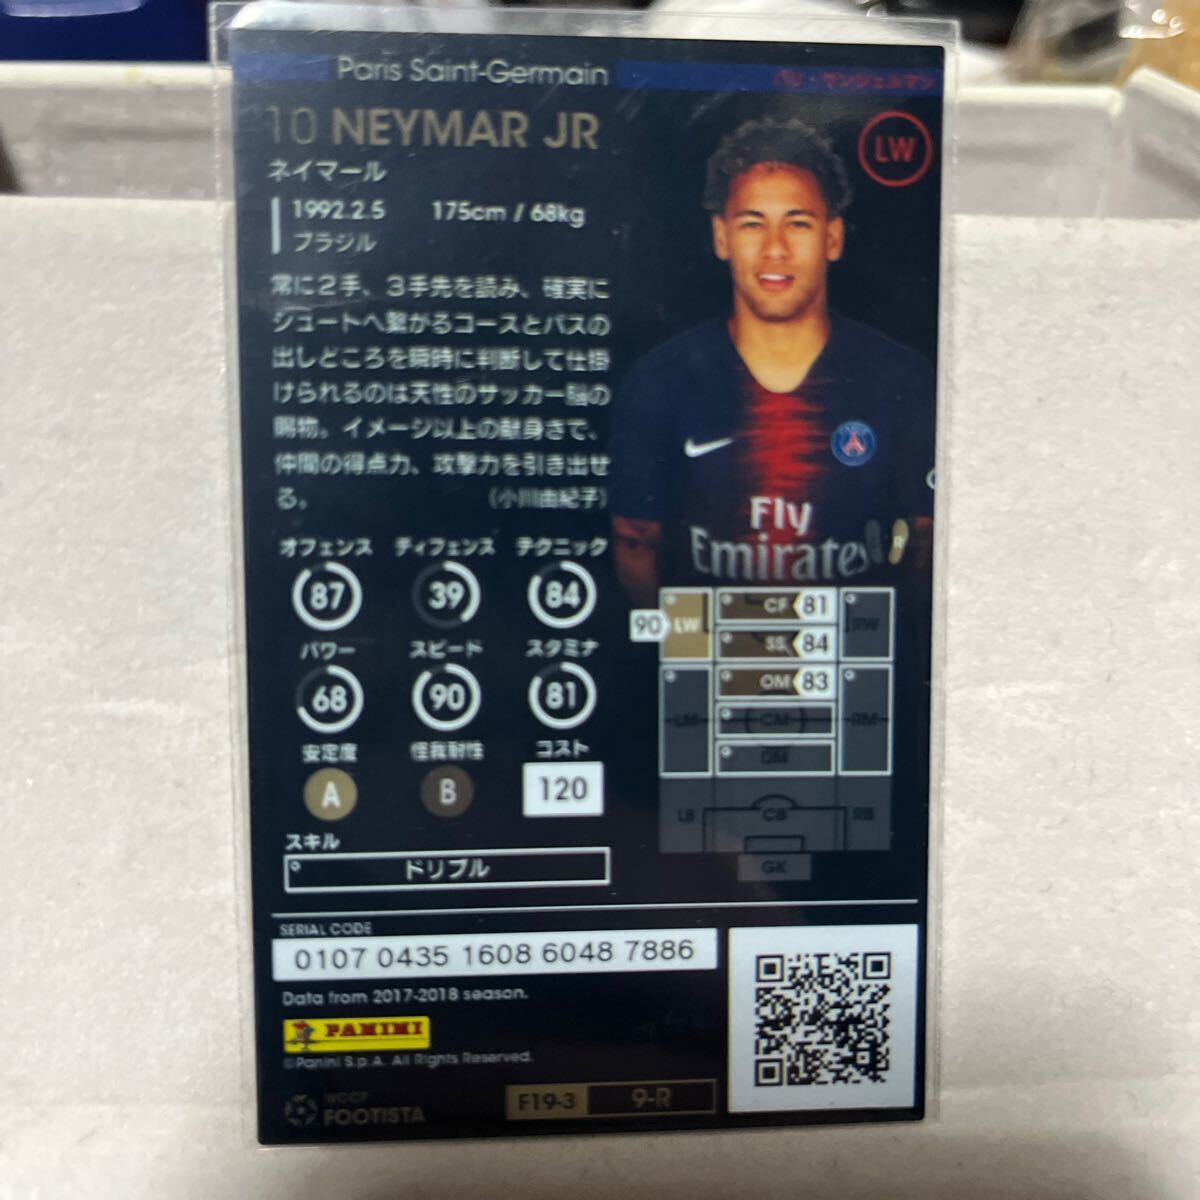 Paris Saint-Germain
パリ・サンジェルマン
10 NEYMAR JR
LW
ネイマール
1992.2.5 175cm / 68kg
ブラジル
常に2手、3手先を読み、確実に
シュートへ繋がるコースとパスの
出しどころを瞬時に判断して仕掛
けられるのは天性のサッカー脳の
賜物。イメージ以上の献身さで、
仲間の得点力、攻撃力を引き出せ
る。 (小川由紀子)
Fly
Emirates
R
オフェンス ディフェンス テクニック
87 39 84
パワー スピード スタミナ
68 90 81
安定度 怪我耐性 コスト
A B 120
90 LW CF 81 RW
SS 84
OM 83
LM CM RM
DM
LB CB RB
GK
スキル
ドリブル
SERIAL CODE
0107 0435 1608 6048 7886
Data from 2017-2018 season.
PANINI
©Panini S.p.A. All Rights Reserved.
WCCF
FOOTISTA
F19-3 9-R